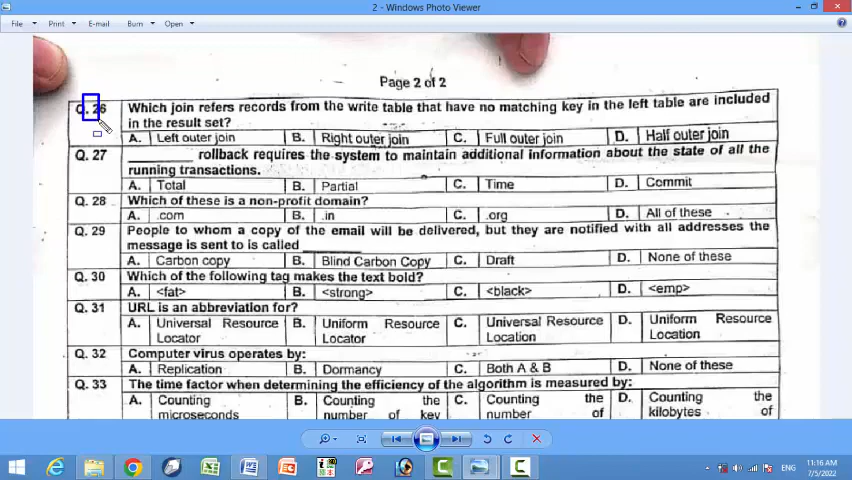 2 - Windows Photo Viewer
File Print E-mail Burn Open
Page 2 of 2
Q. 26 Which join refers records from the write table that have no matching key in the left table are included
in the result set?
A. Left outer join B. Right outer join C. Full outer join D. Half outer join
Q. 27 ________ rollback requires the system to maintain additional information about the state of all the
running transactions.
A. Total B. Partial C. Time D. Commit
Q. 28 Which of these is a non-profit domain?
A. .com B. .in C. .org D. All of these
Q. 29 People to whom a copy of the email will be delivered, but they are notified with all addresses the
message is sent to is called ________
A. Carbon copy B. Blind Carbon Copy C. Draft D. None of these
Q. 30 Which of the following tag makes the text bold?
A. <fat> B. <strong> C. <black> D. <emp>
Q. 31 URL is an abbreviation for?
A. Universal Resource B. Uniform Resource C. Universal Resource D. Uniform Resource
Locator Locator Location Location
Q. 32 Computer virus operates by:
A. Replication B. Dormancy C. Both A & B D. None of these
Q. 33 The time factor when determining the efficiency of the algorithm is measured by:
A. Counting B. Counting the C. Counting the D. Counting the
microseconds number of key number of kilobytes of
ENG 11:16 AM
7/5/2022